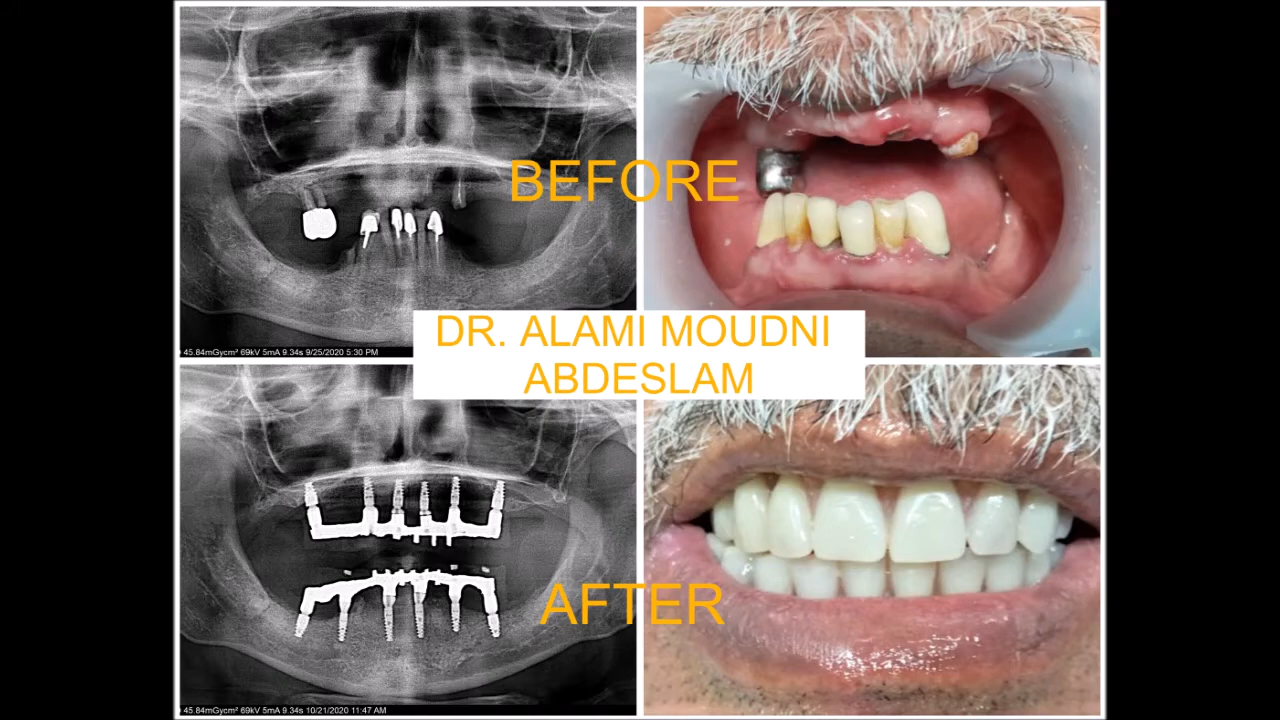 BEFORE
45.84mGycm² 69kV 5mA 9.34s 9/25/2020 5:30 PM
DR. ALAMI MOUDNI
ABDESLAM
AFTER
45.84mGycm² 69kV 5mA 9.34s 10/21/2020 11:47 AM